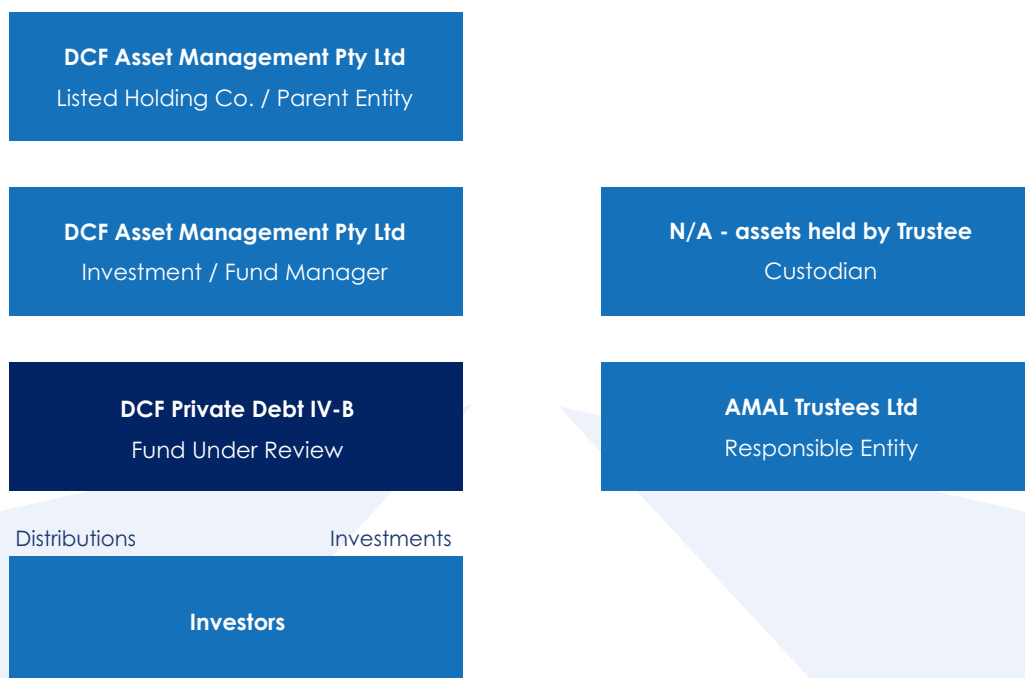 DCF Asset Management Pty Ltd
Listed Holding Co. / Parent Entity
DCF Asset Management Pty Ltd
Investment / Fund Manager
N/A - assets held by Trustee
Custodian
DCF Private Debt IV-B
Fund Under Review
AMAL Trustees Ltd
Responsible Entity
Distributions
Investments
Investors